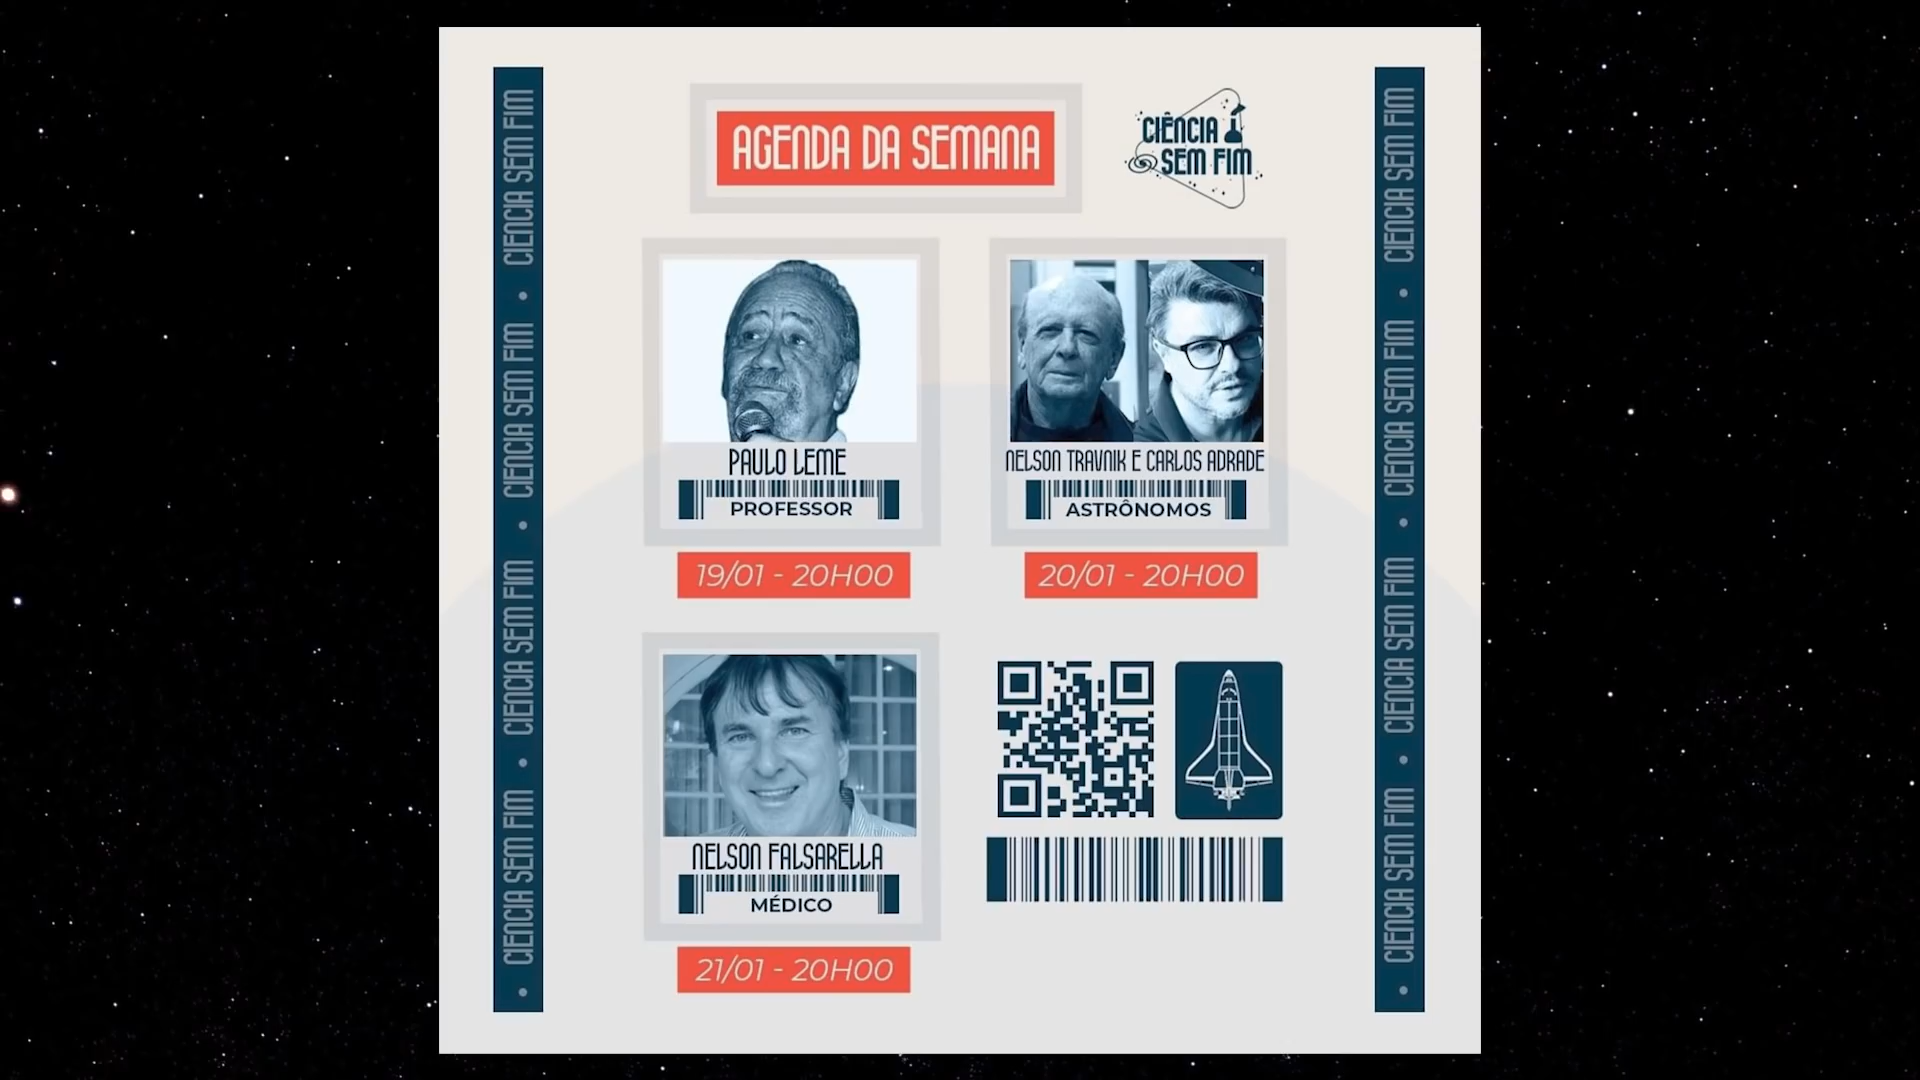 AGENDA DA SEMANA
CIÊNCIA
SEM FIM
PAULO LEME
PROFESSOR
19/01 - 20H00
NELSON TRAVNIK E CARLOS ADRADE
ASTRÔNOMOS
20/01 - 20H00
NELSON FALSARELLA
MÉDICO
21/01 - 20H00
CIENCIA SEM FIM • CIENCIA SEM FIM • CIENCIA SEM FIM • CIENCIA SEM FIM •
CIENCIA SEM FIM • CIENCIA SEM FIM • CIENCIA SEM FIM • CIENCIA SEM FIM •